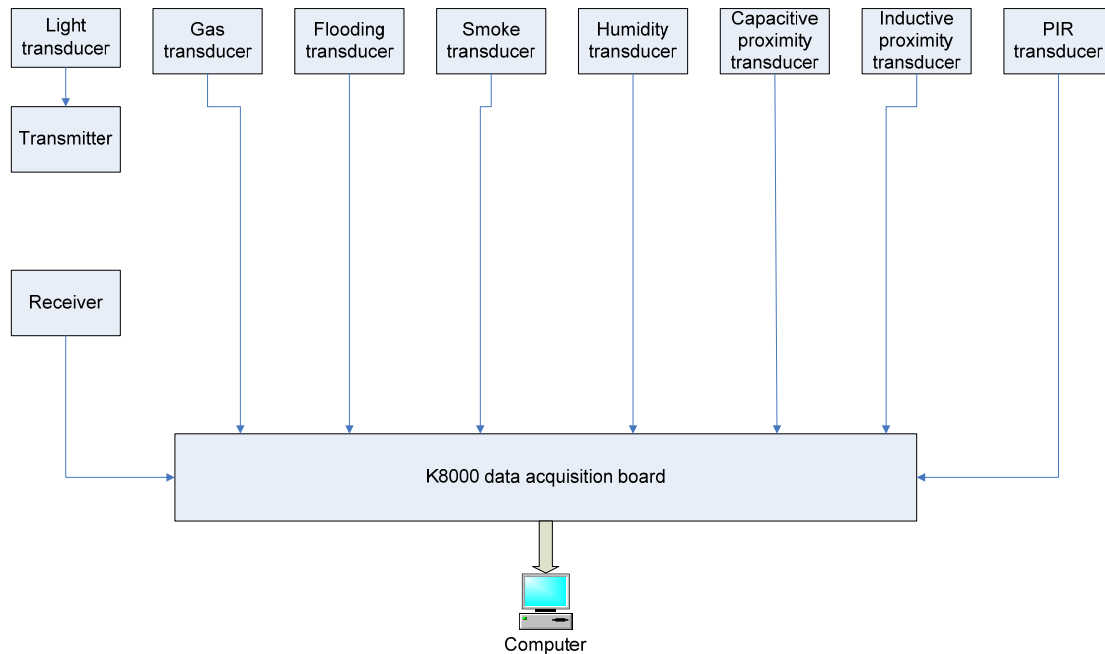 Light
transducer
Gas
transducer
Flooding
transducer
Smoke
transducer
Humidity
transducer
Capacitive
proximity
transducer
Inductive
proximity
transducer
PIR
transducer
Transmitter
Receiver
K8000 data acquisition board
Computer